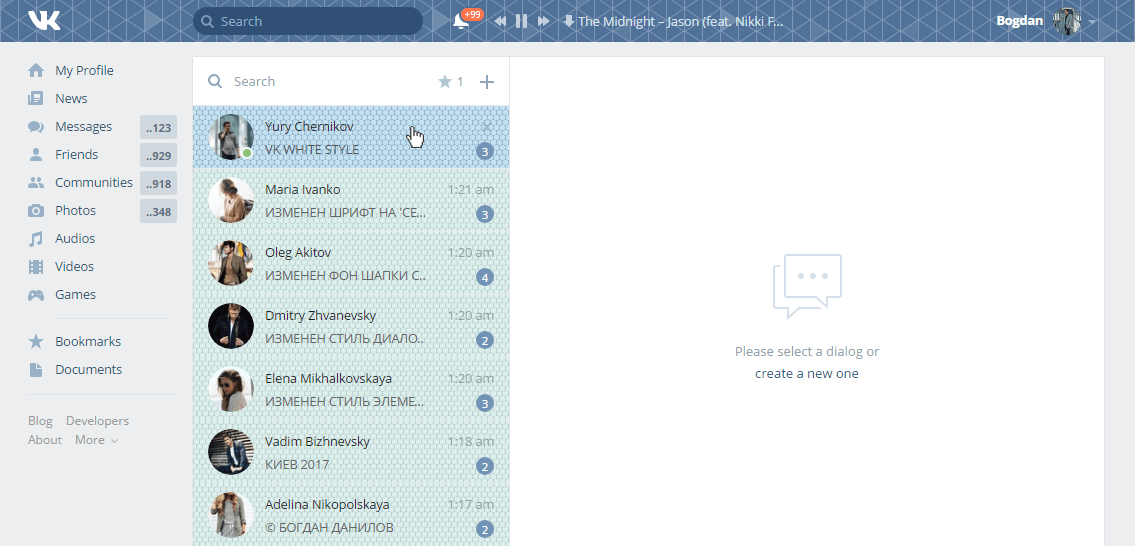 Search
+99
The Midnight – Jason (feat. Nikki F...
Bogdan
My Profile
News
Messages ..123
Friends ..929
Communities ..918
Photos ..348
Audios
Videos
Games
Bookmarks
Documents
Blog Developers
About More
Search
1
Yury Chernikov
VK WHITE STYLE 3
Maria Ivanko 1:21 am
ИЗМЕНЕН ШРИФТ НА 'СЕ... 3
Oleg Akitov 1:20 am
ИЗМЕНЕН ФОН ШАПКИ С.. 4
Dmitry Zhvanevsky 1:20 am
ИЗМЕНЕН СТИЛЬ ДИАЛО.. 2
Elena Mikhalkovskaya 1:20 am
ИЗМЕНЕН СТИЛЬ ЭЛЕМЕ... 3
Vadim Bizhnevsky 1:18 am
КИЕВ 2017 2
Adelina Nikopolskaya 1:17 am
© БОГДАН ДАНИЛОВ 2
Please select a dialog or
create a new one